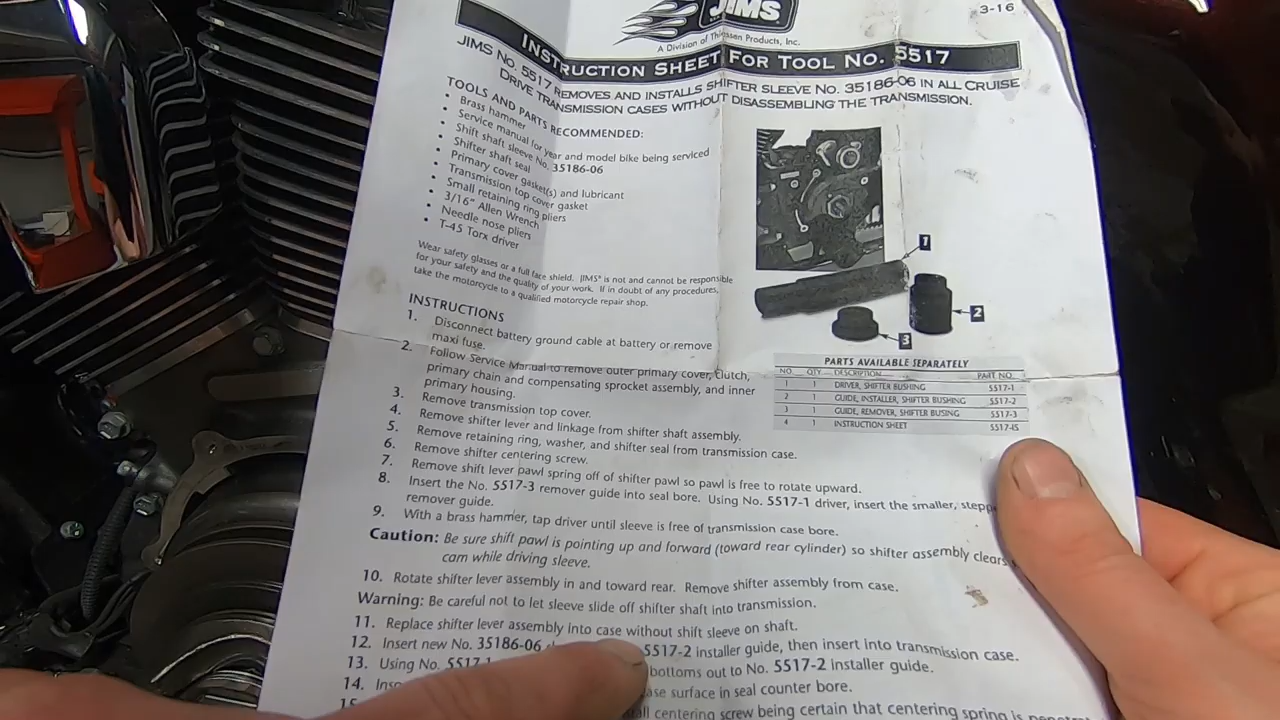 JIMS
3-16
A Division of Thiessen Products, Inc.
INSTRUCTION SHEET FOR TOOL NO. 5517
JIMS NO. 5517 REMOVES AND INSTALLS SHIFTER SLEEVE NO. 35186-06 IN ALL CRUISE
DRIVE TRANSMISSION CASES WITHOUT DISASSEMBLING THE TRANSMISSION.
TOOLS AND PARTS RECOMMENDED:
• Brass hammer
• Service manual for year and model bike being serviced
• Shift shaft sleeve No. 35186-06
• Shifter shaft seal
• Primary cover gasket(s) and lubricant
• Transmission top cover gasket
• Small retaining ring pliers
• 3/16" Allen Wrench
• Needle nose pliers
• T-45 Torx driver
Wear safety glasses or a full face shield. JIMS® is not and cannot be responsible
for your safety and the quality of your work. If in doubt of any procedures,
take the motorcycle to a qualified motorcycle repair shop.
1
2
3
PARTS AVAILABLE SEPARATELY
NO. QTY DESCRIPTION PART NO.
1 1 DRIVER, SHIFTER BUSHING 5517-1
2 1 GUIDE, INSTALLER, SHIFTER BUSHING 5517-2
3 1 GUIDE, REMOVER, SHIFTER BUSING 5517-3
4 1 INSTRUCTION SHEET 5517-IS
INSTRUCTIONS
1. Disconnect battery ground cable at battery or remove
maxi fuse.
2. Follow Service Manual to remove outer primary cover, clutch,
primary chain and compensating sprocket assembly, and inner
primary housing.
3. Remove transmission top cover.
4. Remove shifter lever and linkage from shifter shaft assembly.
5. Remove retaining ring, washer, and shifter seal from transmission case.
6. Remove shifter centering screw.
7. Remove shift lever pawl spring off of shifter pawl so pawl is free to rotate upward.
8. Insert the No. 5517-3 remover guide into seal bore. Using No. 5517-1 driver, insert the smaller,
remover guide.
9. With a brass hammer, tap driver until sleeve is free of transmission case bore.
Caution: Be sure shift pawl is pointing up and forward (toward rear cylinder) so shifter assembly clears
cam while driving sleeve.
10. Rotate shifter lever assembly in and toward rear. Remove shifter assembly from case.
Warning: Be careful not to let sleeve slide off shifter shaft into transmission.
11. Replace shifter lever assembly into case without shift sleeve on shaft.
12. Insert new No. 35186-06 5517-2 installer guide, then insert into transmission case.
13. Using No. 5517-1 bottoms out to No. 5517-2 installer guide.
14. surface in seal counter bore.
15. centering screw being certain that centering spring is